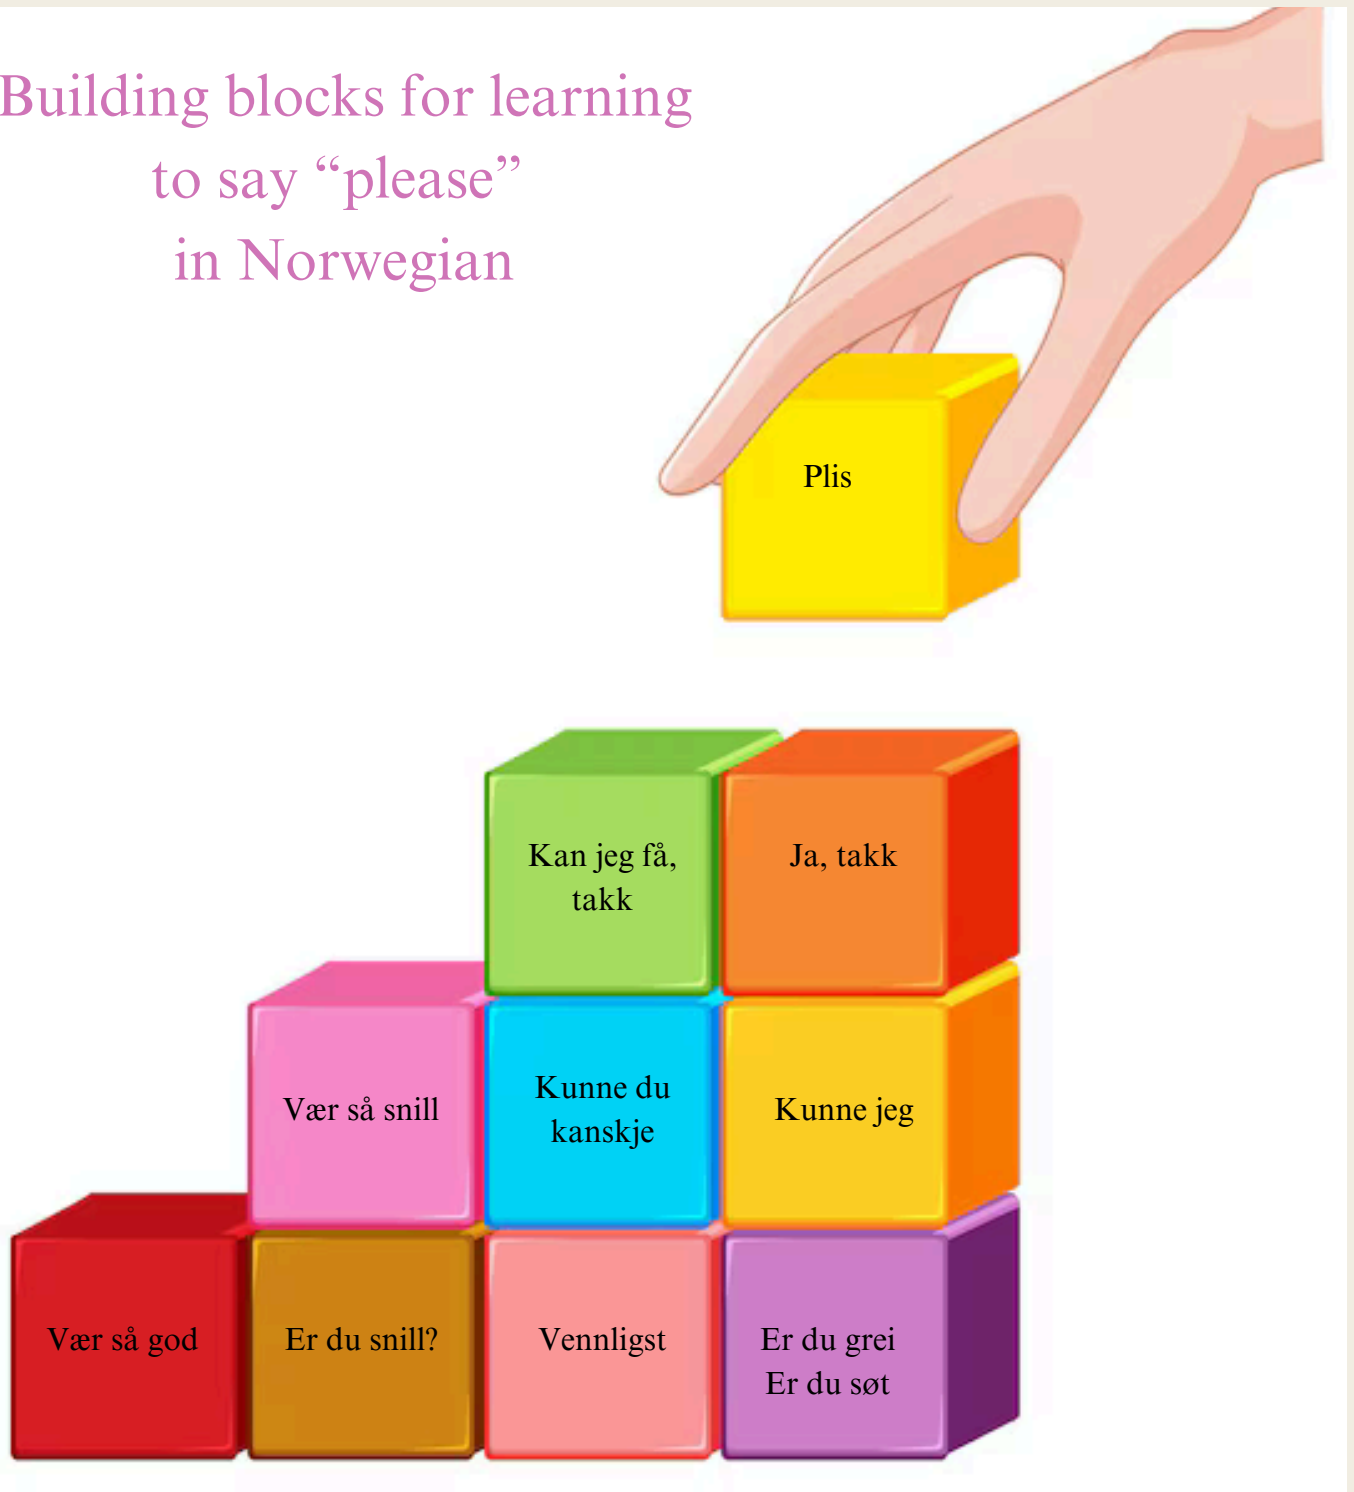 Building blocks for learning
to say “please”
in Norwegian
Plis
Kan jeg få,
takk
Ja, takk
Vær så snill
Kunne du
kanskje
Kunne jeg
Vær så god
Er du snill?
Vennligst
Er du grei
Er du søt